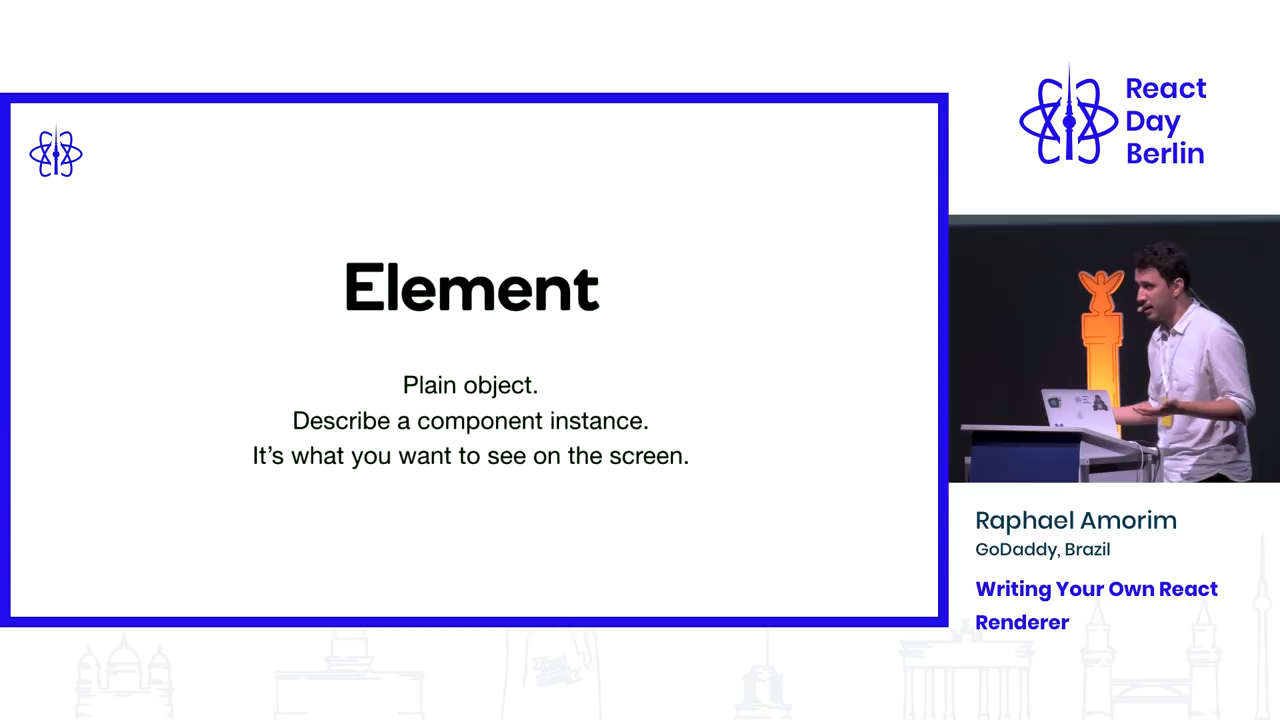 Element
Plain object.
Describe a component instance.
It’s what you want to see on the screen.
React
Day
Berlin
Raphael Amorim
GoDaddy, Brazil
Writing Your Own React
Renderer